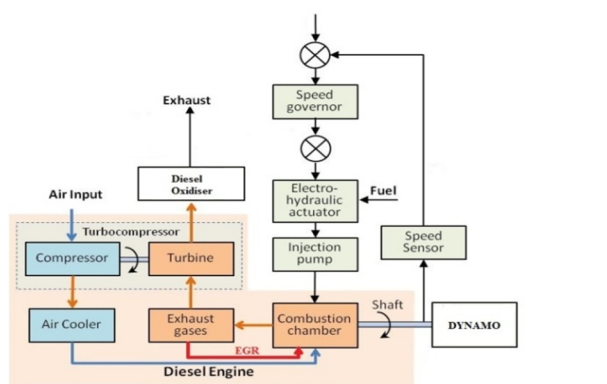 Speed
governor
Exhaust
Diesel
Oxidiser
Electro-
hydraulic
actuator
Fuel
Air Input
Turbocompressor
Compressor
Turbine
Injection
pump
Speed
Sensor
Air Cooler
Exhaust
gases
Combustion
chamber
Shaft
DYNAMO
EGR
Diesel Engine